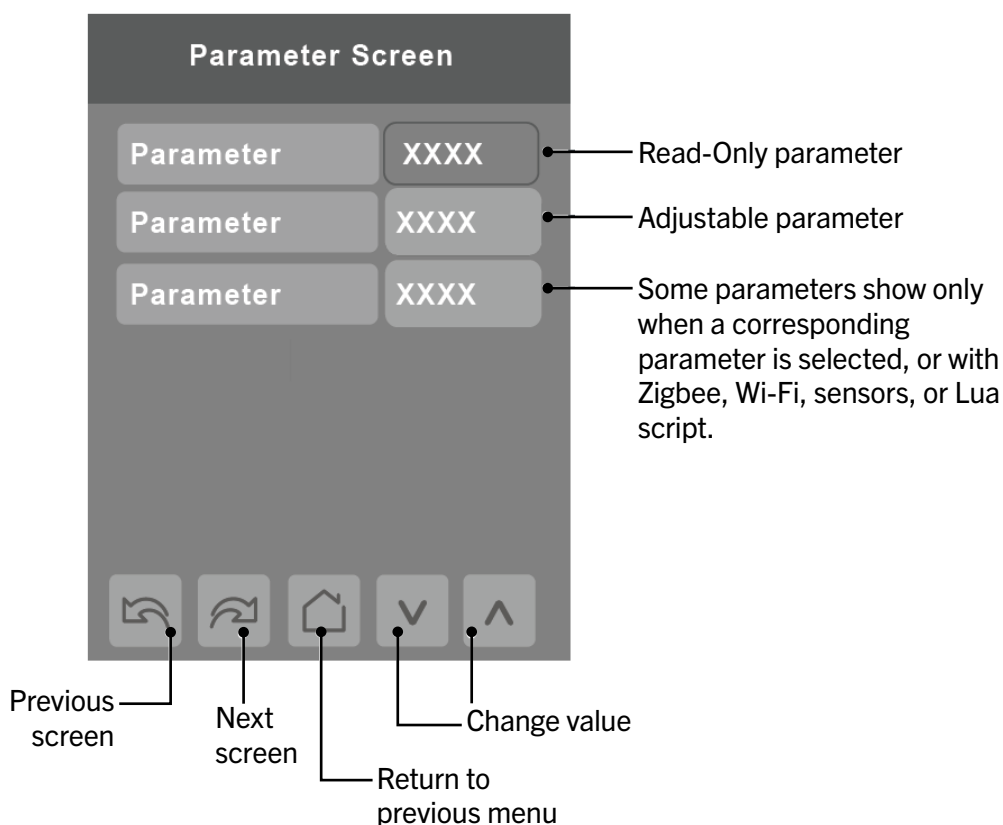 Parameter Screen
Parameter XXXX
Read-Only parameter
Parameter XXXX
Adjustable parameter
Parameter XXXX
Some parameters show only
when a corresponding
parameter is selected, or with
Zigbee, Wi-Fi, sensors, or Lua
script.
Previous
screen
Next
screen
Change value
Return to
previous menu